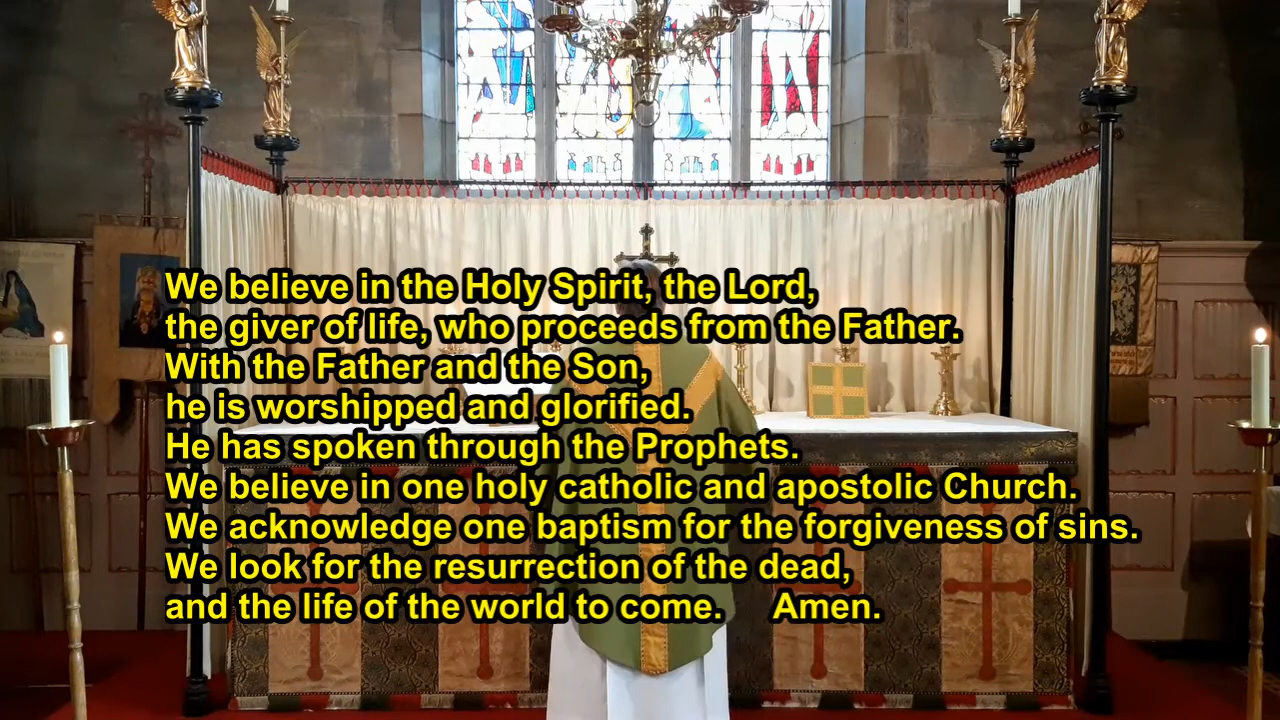 We believe in the Holy Spirit, the Lord,
the giver of life, who proceeds from the Father.
With the Father and the Son,
he is worshipped and glorified.
He has spoken through the Prophets.
We believe in one holy catholic and apostolic Church.
We acknowledge one baptism for the forgiveness of sins.
We look for the resurrection of the dead,
and the life of the world to come. Amen.